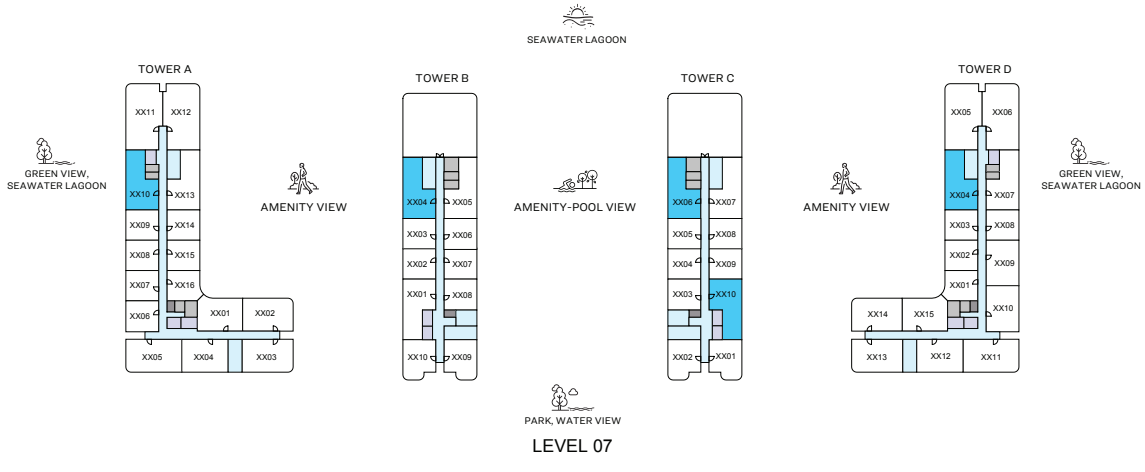 SEAWATER LAGOON
TOWER A
TOWER B
TOWER C
TOWER D
XX11
XX12
XX10
XX13
XX09
XX14
XX08
XX15
XX07
XX16
XX06
XX01
XX02
XX05
XX04
XX03
XX04
XX05
XX03
XX06
XX02
XX07
XX01
XX08
XX10
XX09
XX06
XX07
XX05
XX08
XX04
XX09
XX03
XX10
XX02
XX01
XX05
XX06
XX04
XX07
XX03
XX02
XX09
XX01
XX10
XX14
XX15
XX13
XX12
XX11
GREEN VIEW,
SEAWATER LAGOON
AMENITY VIEW
AMENITY-POOL VIEW
AMENITY VIEW
GREEN VIEW,
SEAWATER LAGOON
PARK, WATER VIEW
LEVEL 07